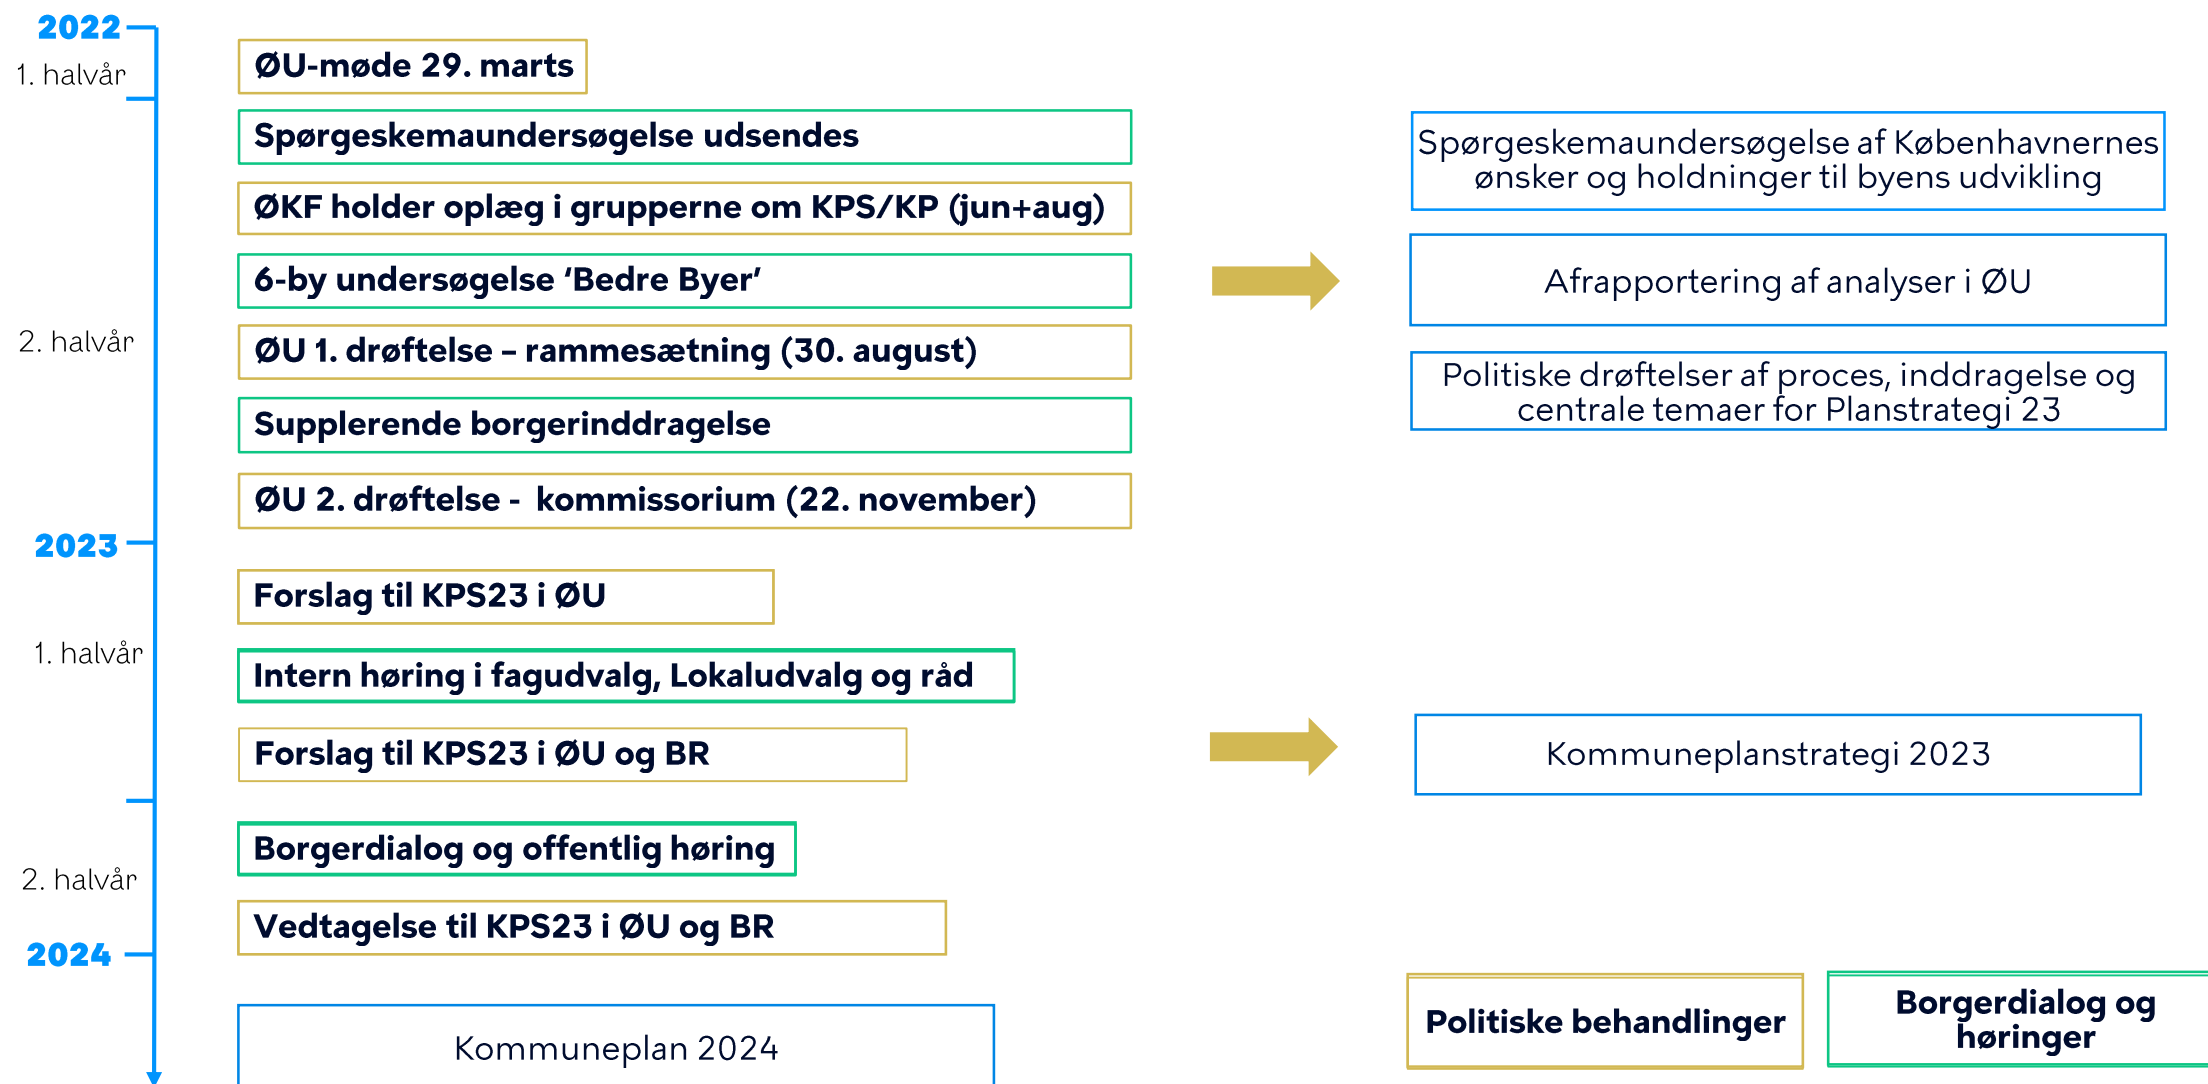 2022
1. halvår
ØU-møde 29. marts
Spørgeskemaundersøgelse udsendes
ØKF holder oplæg i grupperne om KPS/KP (jun+aug)
6-by undersøgelse ‘Bedre Byer’
2. halvår
ØU 1. drøftelse – rammesætning (30. august)
Supplerende borgerinddragelse
ØU 2. drøftelse -  kommissorium (22. november)
Spørgeskemaundersøgelse af Københavnernes
ønsker og holdninger til byens udvikling
Afrapportering af analyser i ØU
Politiske drøftelser af proces, inddragelse og
centrale temaer for Planstrategi 23
2023
Forslag til KPS23 i ØU
1. halvår
Intern høring i fagudvalg, Lokaludvalg og råd
Forslag til KPS23 i ØU og BR
Kommuneplanstrategi 2023
Borgerdialog og offentlig høring
2. halvår
Vedtagelse til KPS23 i ØU og BR
2024
Kommuneplan 2024
Politiske behandlinger
Borgerdialog og
høringer